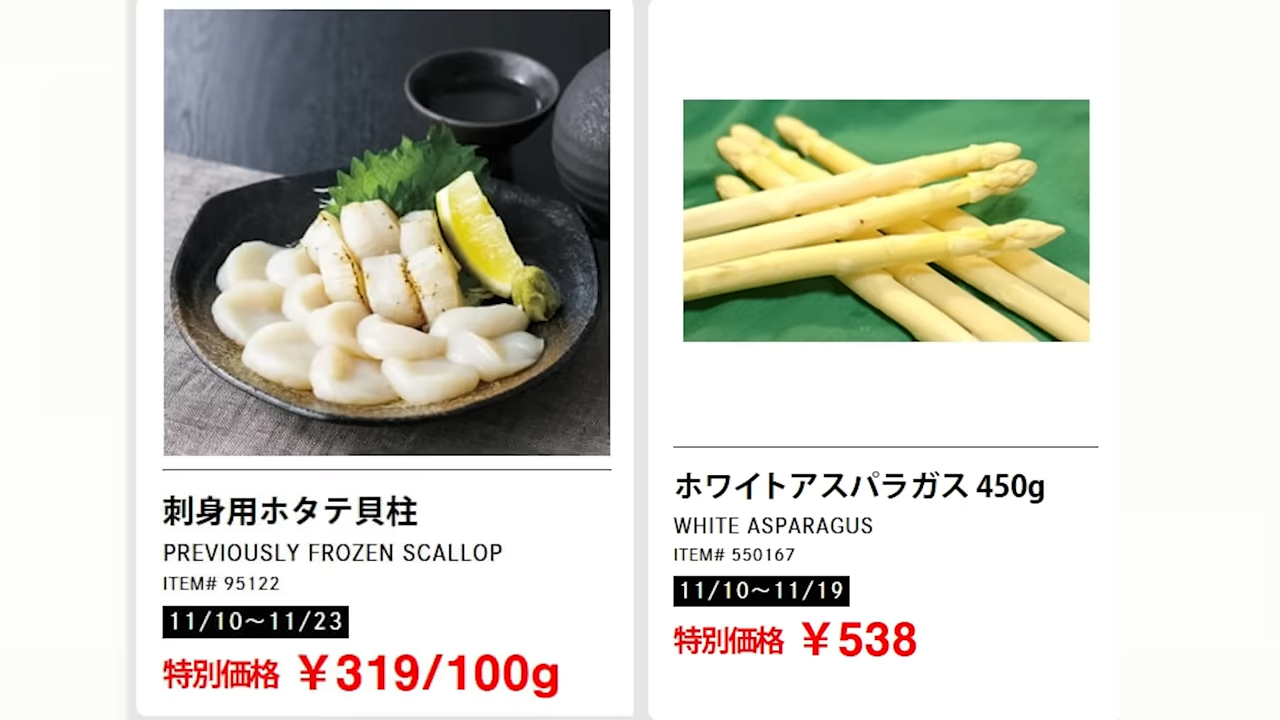 刺身用ホタテ貝柱
PREVIOUSLY FROZEN SCALLOP
ITEM# 95122
11/10～11/23
特別価格 ￥319/100g
ホワイトアスパラガス 450g
WHITE ASPARAGUS
ITEM# 550167
11/10～11/19
特別価格 ￥538